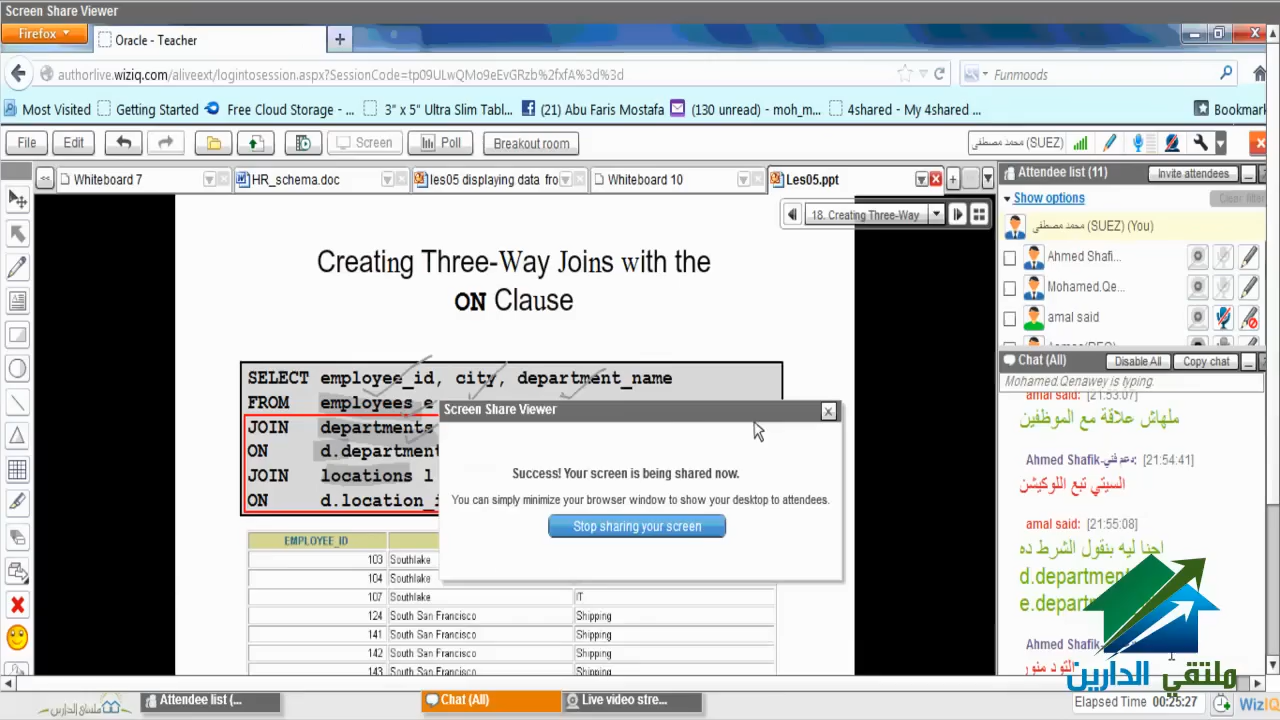 Screen Share Viewer
Firefox
Oracle - Teacher
authorlive.wiziq.com/aliveext/logintosession.aspx?SessionCode=tp09ULwQMo9eEvGRzb%2fxfA%3d%3d
Funmoods
Most Visited
Getting Started
Free Cloud Storage - ...
3" x 5" Ultra Slim Tabl...
(21) Abu Faris Mostafa
(130 unread) - moh_m...
4shared - My 4shared ...
Bookmark
File
Edit
Screen
Poll
Breakout room
محمد مصطفى (SUEZ)
<<
Whiteboard 7
HR_schema.doc
les05 displaying data fro
Whiteboard 10
Les05.ppt
Attendee list (11)
Invite attendees
Show options
Clear filter
18. Creating Three-Way
محمد مصطفى (SUEZ) (You)
Ahmed Shafi...
Mohamed.Qe...
amal said
Chat (All)
Disable All
Copy chat
Mohamed.Qenawey is typing.
amal said: [21:53:07]
ملهاش علاقة مع الموظفين
Ahmed Shafik-دعم فني: [21:54:41]
السيتي تبع اللوكيشن
amal said: [21:55:08]
احنا ليه بنقول الشرط ده
d.department
e.depart
Ahmed Shafik
التود منور
Creating Three-Way Joins with the
ON Clause
SELECT employee_id, city, department_name
FROM employees e
JOIN departments
ON d.department
JOIN locations l
ON d.location_i
Screen Share Viewer
Success! Your screen is being shared now.
You can simply minimize your browser window to show your desktop to attendees.
Stop sharing your screen
EMPLOYEE_ID
103 Southlake
104 Southlake
107 Southlake IT
124 South San Francisco Shipping
141 South San Francisco Shipping
142 South San Francisco Shipping
143 South San Francisco Shipping
ملتقي الدارين
Attendee list (...
Chat (All)
Live video stre...
Elapsed Time 00:25:27
WizIQ